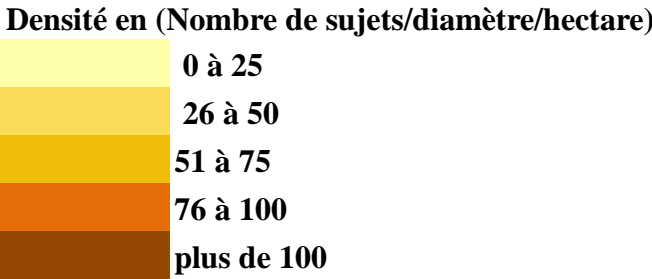 Densité en (Nombre de sujets/diamètre/hectare)
0 à 25
26 à 50
51 à 75
76 à 100
plus de 100